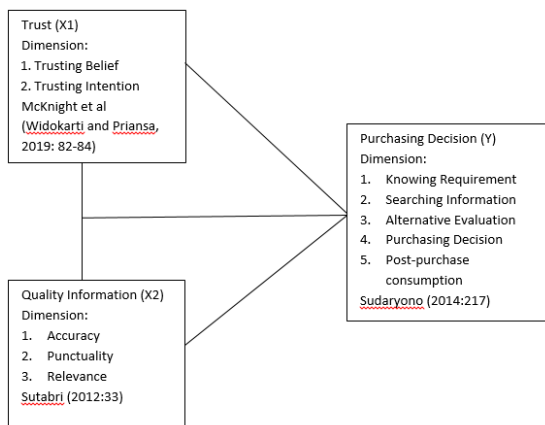 Trust (X1)
Dimension:
1. Trusting Belief
2. Trusting Intention
McKnight et al
(Widokarti and Priansa,
2019: 82-84)
Purchasing Decision (Y)
Dimension:
1. Knowing Requirement
2. Searching Information
3. Alternative Evaluation
4. Purchasing Decision
5. Post-purchase
consumption
Sudaryono (2014:217)
Quality Information (X2)
Dimension:
1. Accuracy
2. Punctuality
3. Relevance
Sutabri (2012:33)